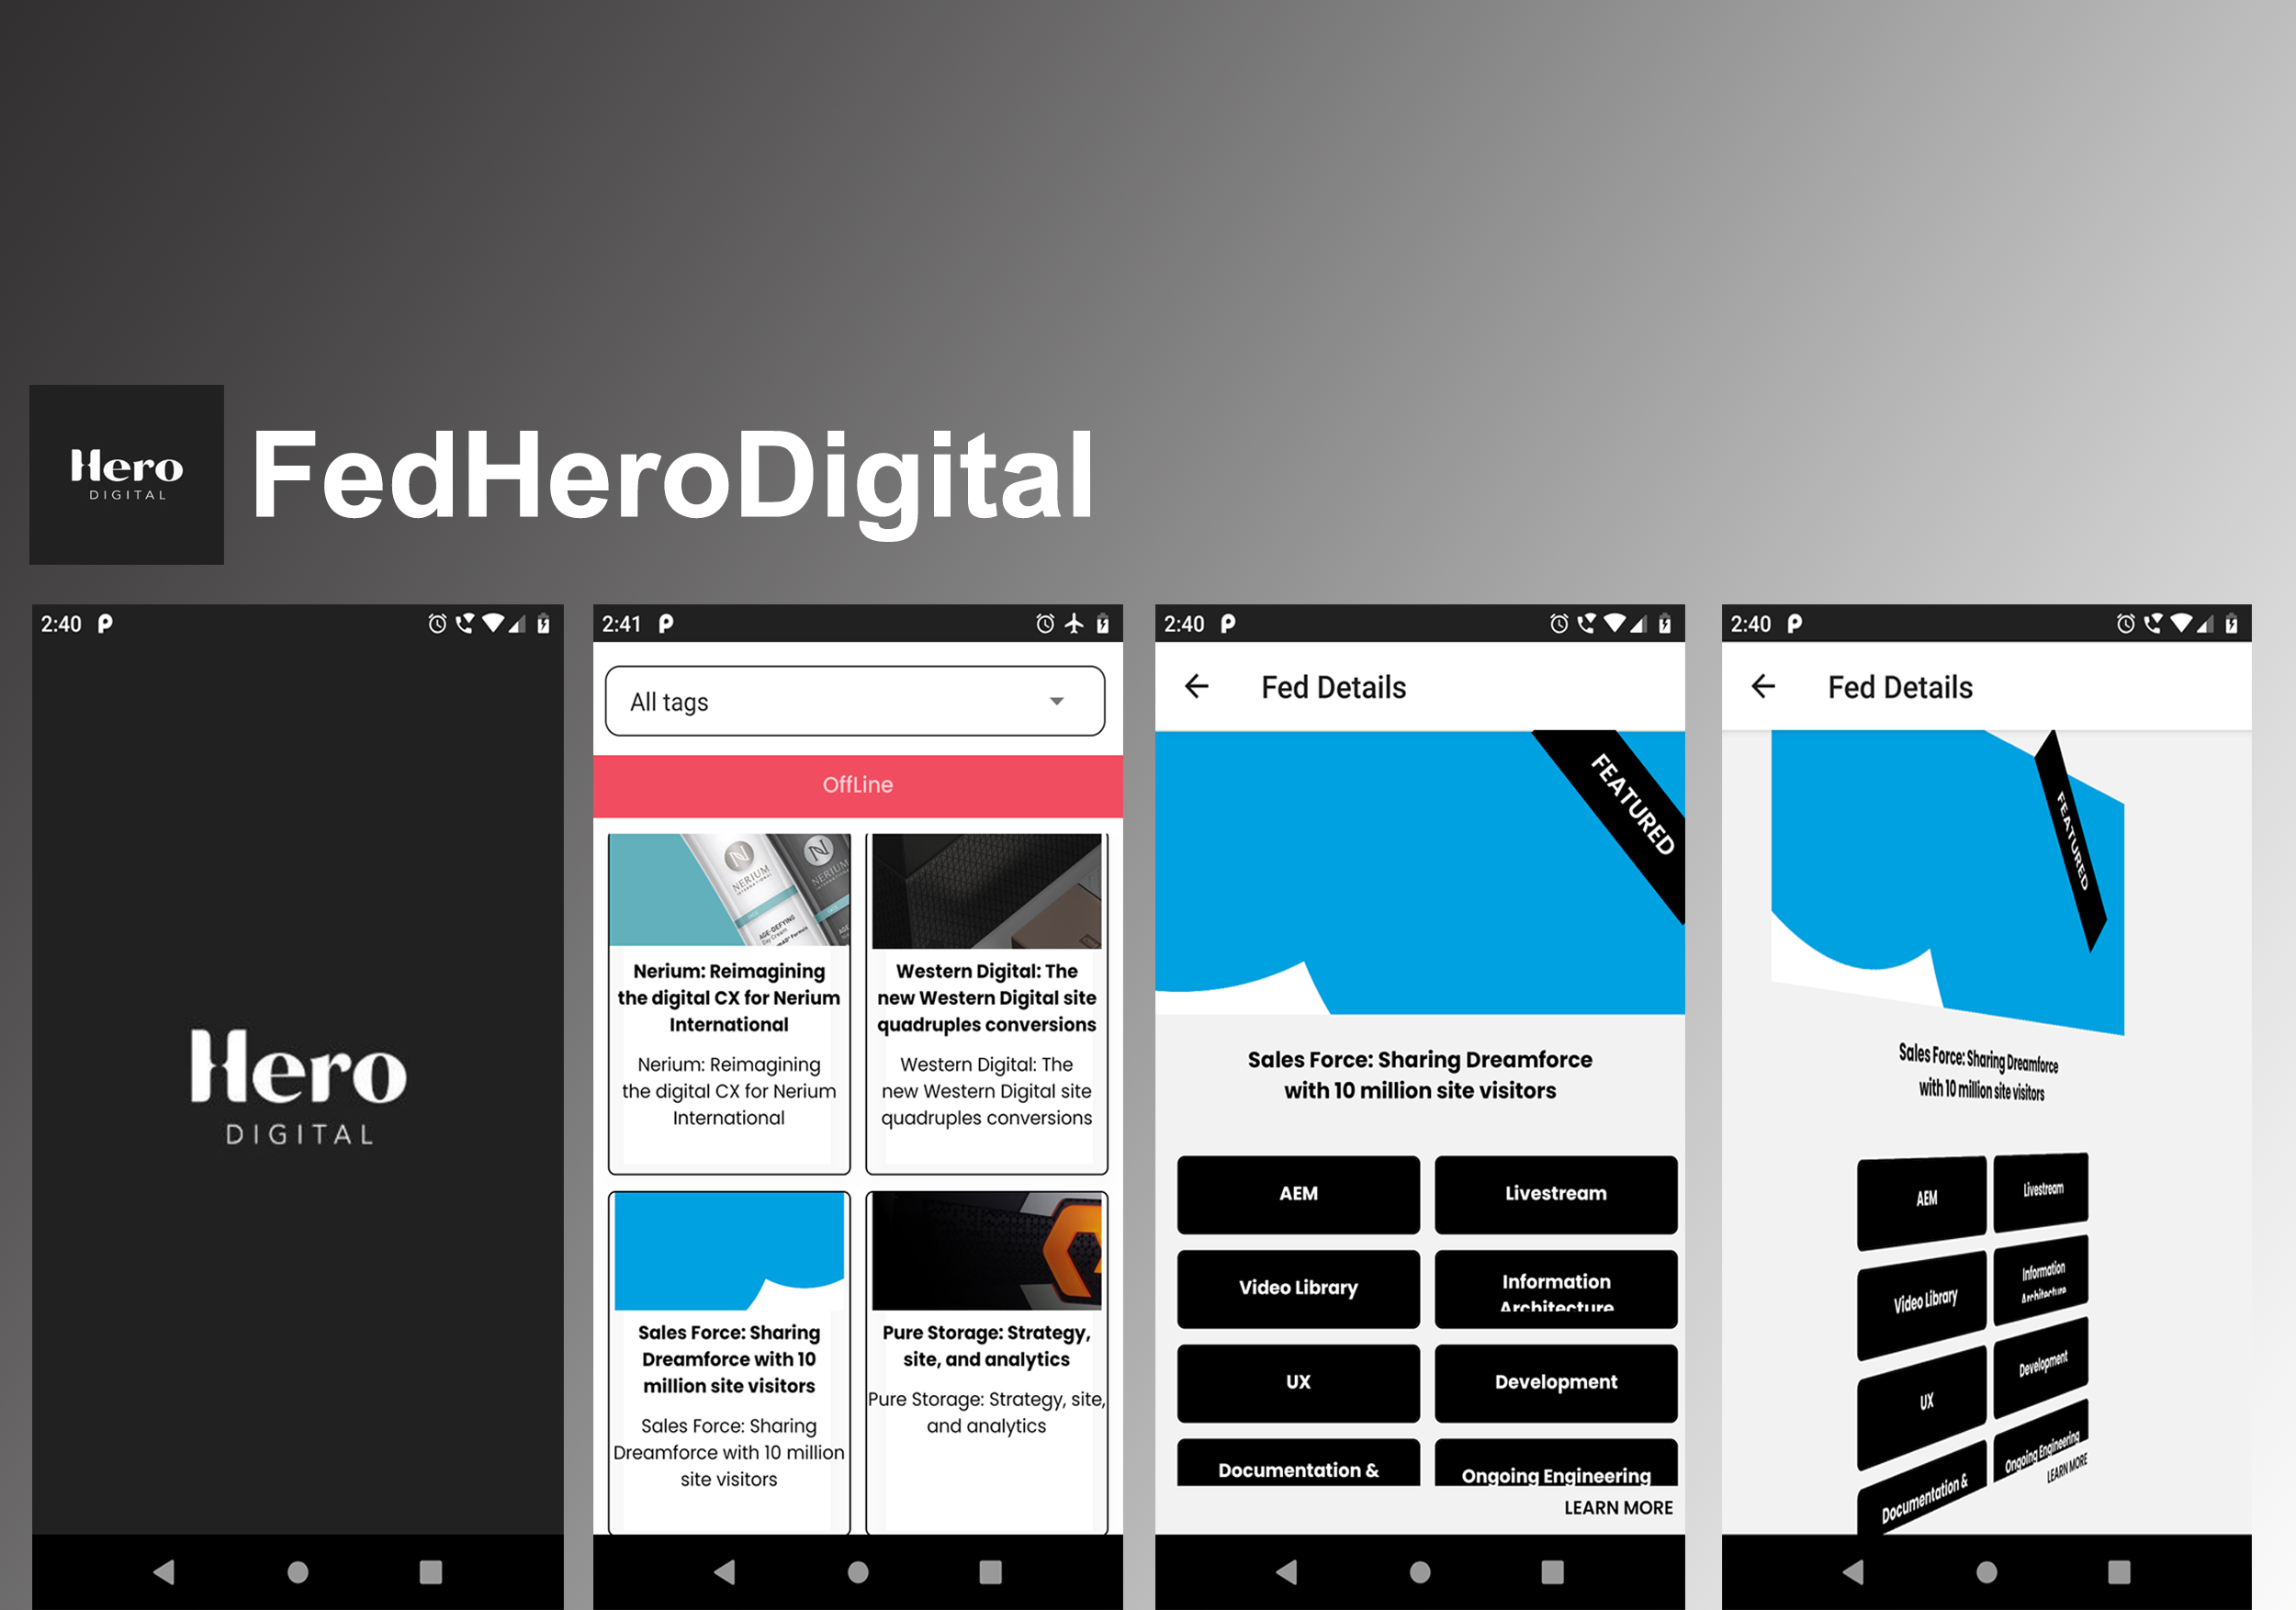 Hero
DIGITAL
FedHeroDigital
2:40
Hero
DIGITAL
2:41
All tags
OffLine
NERIUM
INTERNATIONAL
AGE-DEFYING
Day Cream
NERIUM
Nerium: Reimagining
the digital CX for Nerium
International
Nerium: Reimagining
the digital CX for Nerium
International
Western Digital: The
new Western Digital site
quadruples conversions
Western Digital: The
new Western Digital site
quadruples conversions
Sales Force: Sharing
Dreamforce with 10
million site visitors
Sales Force: Sharing
Dreamforce with 10 million
site visitors
Pure Storage: Strategy,
site, and analytics
Pure Storage: Strategy, site,
and analytics
2:40
Fed Details
FEATURED
Sales Force: Sharing Dreamforce
with 10 million site visitors
AEM
Livestream
Video Library
Information
Architecture
UX
Development
Documentation &
Ongoing Engineering
LEARN MORE
2:40
Fed Details
FEATURED
Sales Force: Sharing Dreamforce
with 10 million site visitors
AEM
Livestream
Video Library
Information
Architecture
UX
Development
Documentation &
Ongoing Engineering
LEARN MORE